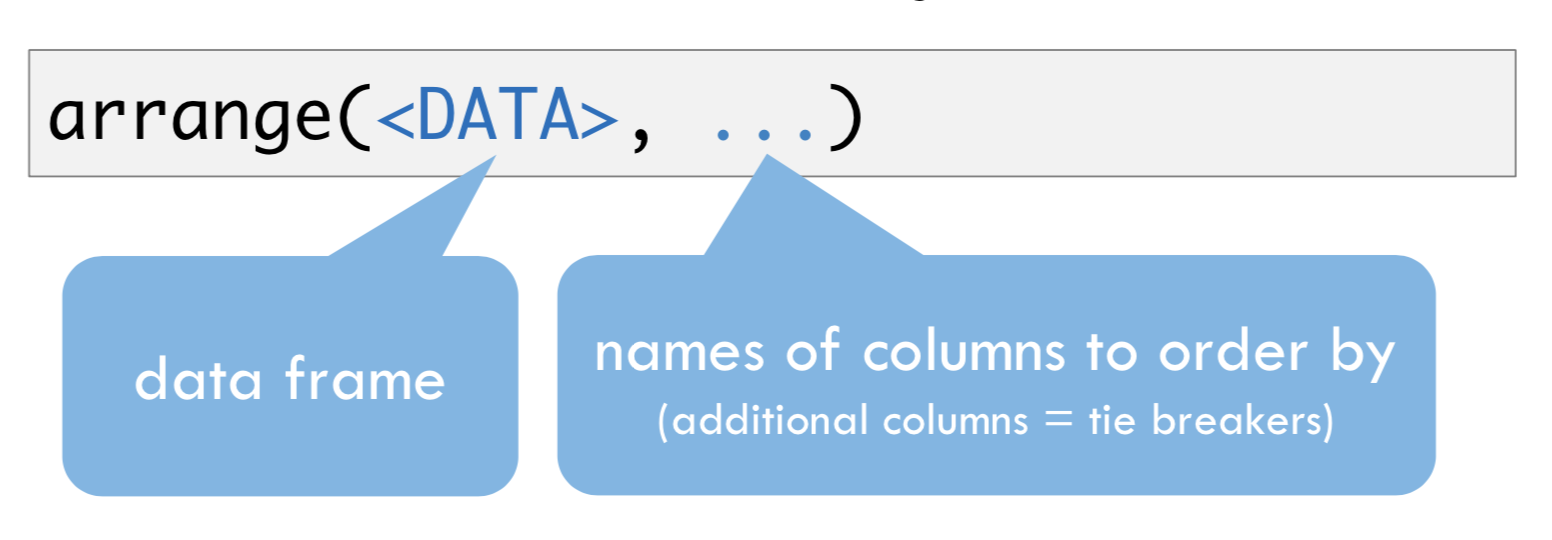 arrange(<DATA>, ...)
data frame
names of columns to order by
(additional columns = tie breakers)